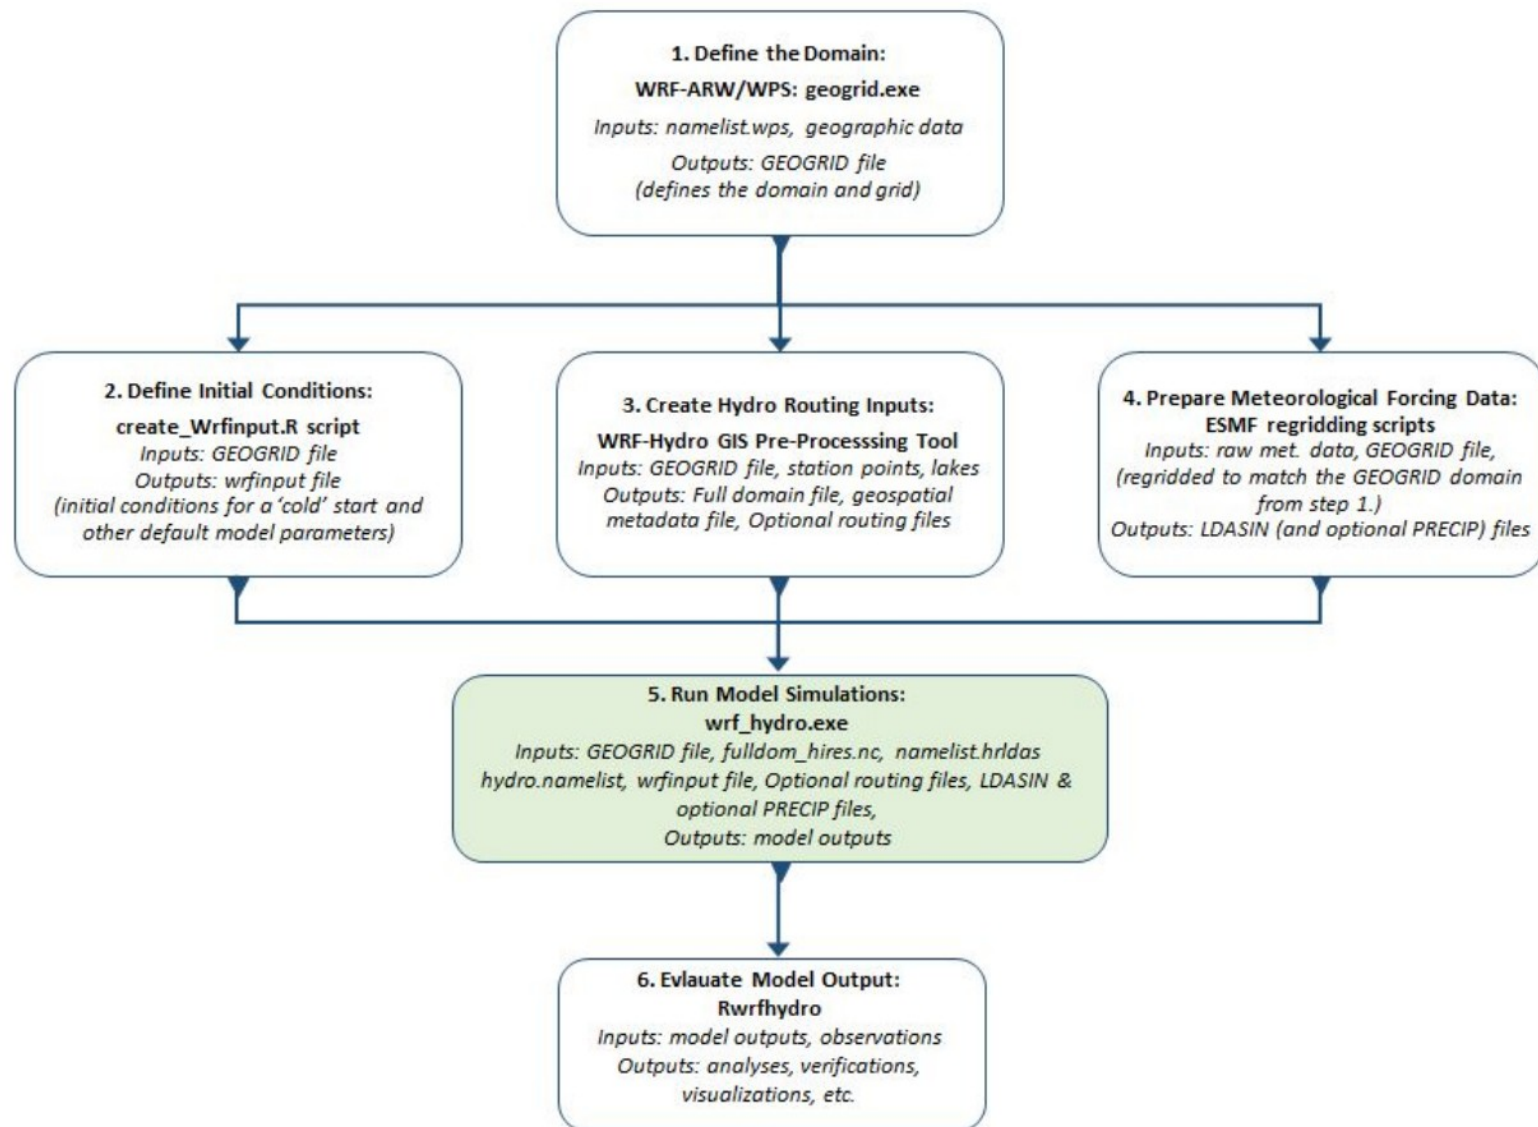 1. Define the Domain:
WRF-ARW/WPS: geogrid.exe
Inputs: namelist.wps, geographic data
Outputs: GEOGRID file
(defines the domain and grid)
2. Define Initial Conditions:
create_Wrfinput.R script
Inputs: GEOGRID file
Outputs: wrfinput file
(initial conditions for a ‘cold’ start and
other default model parameters)
3. Create Hydro Routing Inputs:
WRF-Hydro GIS Pre-Processsing Tool
Inputs: GEOGRID file, station points, lakes
Outputs: Full domain file, geospatial
metadata file, Optional routing files
4. Prepare Meteorological Forcing Data:
ESMF regridding scripts
Inputs: raw met. data, GEOGRID file,
(regridded to match the GEOGRID domain
from step 1.)
Outputs: LDASIN (and optional PRECIP) files
5. Run Model Simulations:
wrf_hydro.exe
Inputs: GEOGRID file, fulldom_hires.nc, namelist.hrldas
hydro.namelist, wrfinput file, Optional routing files, LDASIN &
optional PRECIP files,
Outputs: model outputs
6. Evlauate Model Output:
Rwrfhydro
Inputs: model outputs, observations
Outputs: analyses, verifications,
visualizations, etc.